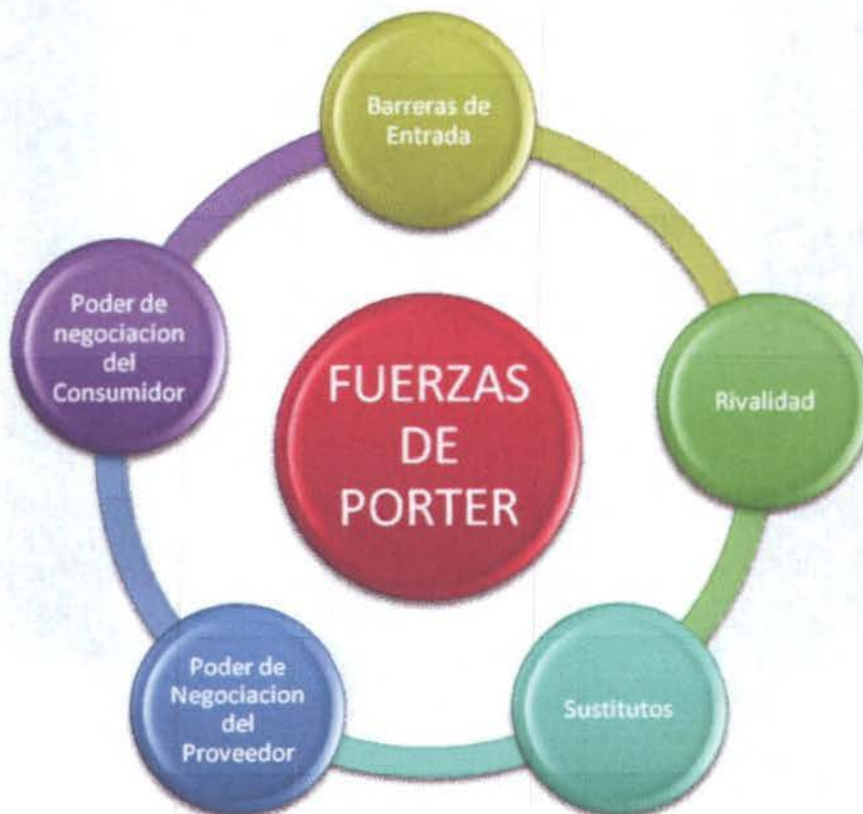 Barreras de
Entrada
Poder de
negociacion
del
Consumidor
FUERZAS
DE
PORTER
Rivalidad
Poder de
Negociacion
del
Proveedor
Sustitutos